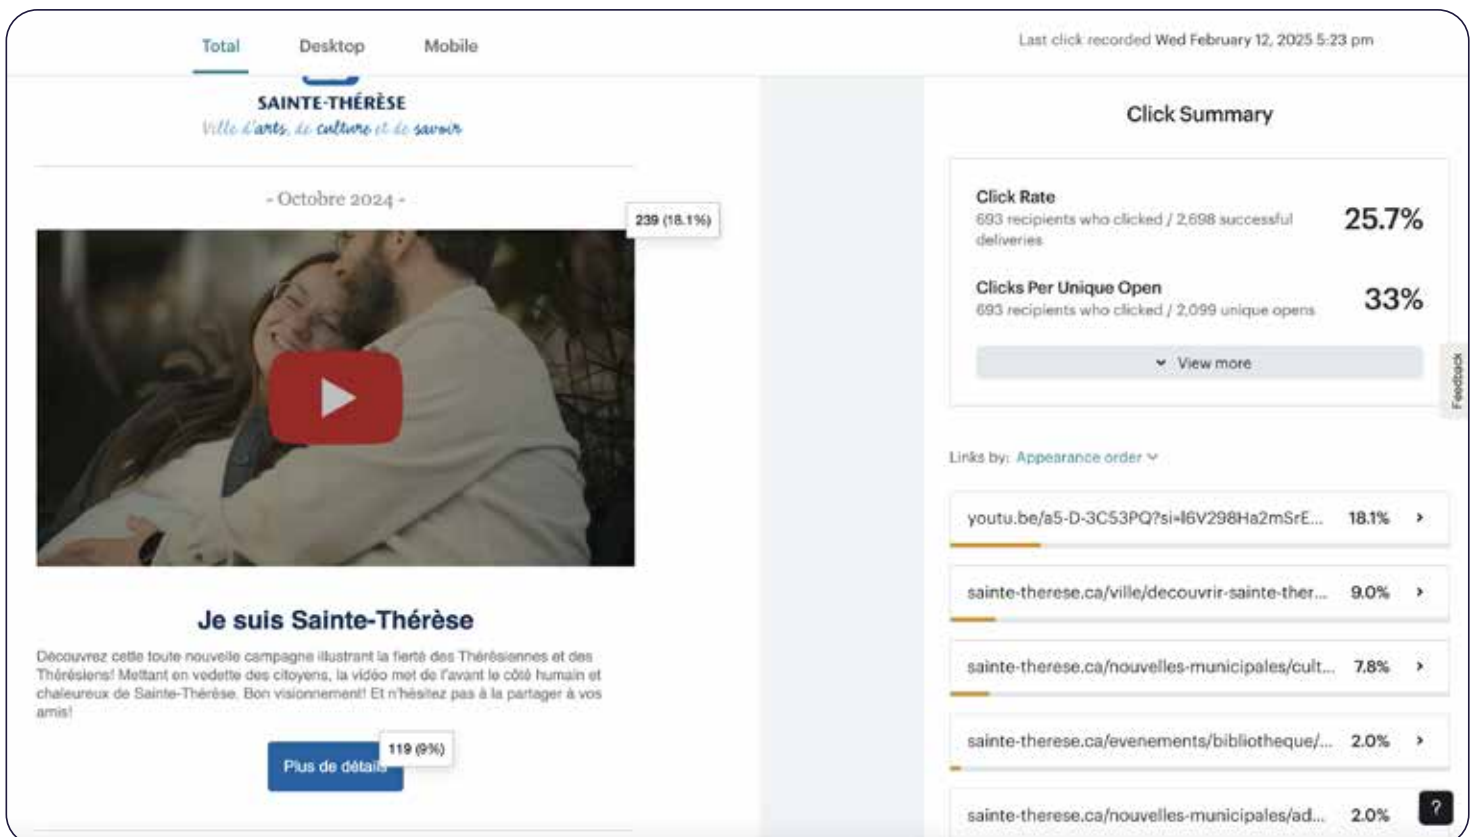 Total
Desktop
Mobile
Last click recorded Wed February 12, 2025 5:23 pm
SAINTE-THÉRÈSE
Ville d'arts, de culture et de savoir
- Octobre 2024 -
239 (18.1%)
Je suis Sainte-Thérèse
Découvrez cette toute nouvelle campagne illustrant la fierté des Thérésiennes et des
Thérésiens! Mettant en vedette des citoyens, la vidéo met de l'avant le côté humain et
chaleureux de Sainte-Thérèse. Bon visionnement! Et n'hésitez pas à la partager à vos
amis!
119 (9%)
Plus de détails
Click Summary
Click Rate
693 recipients who clicked / 2,698 successful
deliveries
25.7%
Clicks Per Unique Open
693 recipients who clicked / 2,099 unique opens
33%
View more
Feedback
Links by: Appearance order
youtu.be/a5-D-3C53PQ?si=l6V298Ha2mSrE... 18.1%
sainte-therese.ca/ville/decouvrir-sainte-ther... 9.0%
sainte-therese.ca/nouvelles-municipales/cult... 7.8%
sainte-therese.ca/evenements/bibliotheque/... 2.0%
sainte-therese.ca/nouvelles-municipales/ad... 2.0%
?